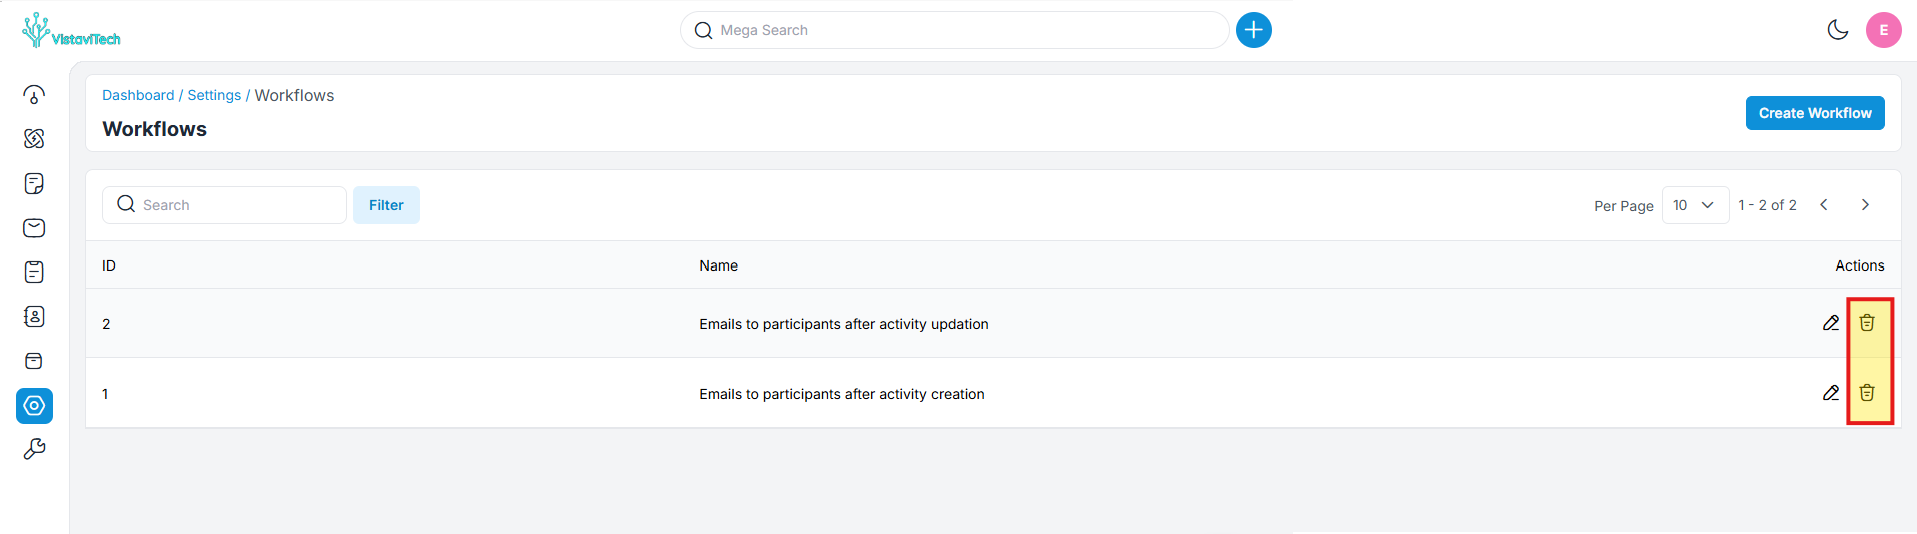 VistaviTech
Mega Search
E
Dashboard / Settings / Workflows
Workflows
Create Workflow
Search
Filter
Per Page
10
1 - 2 of 2
ID Name Actions
2 Emails to participants after activity updation
1 Emails to participants after activity creation